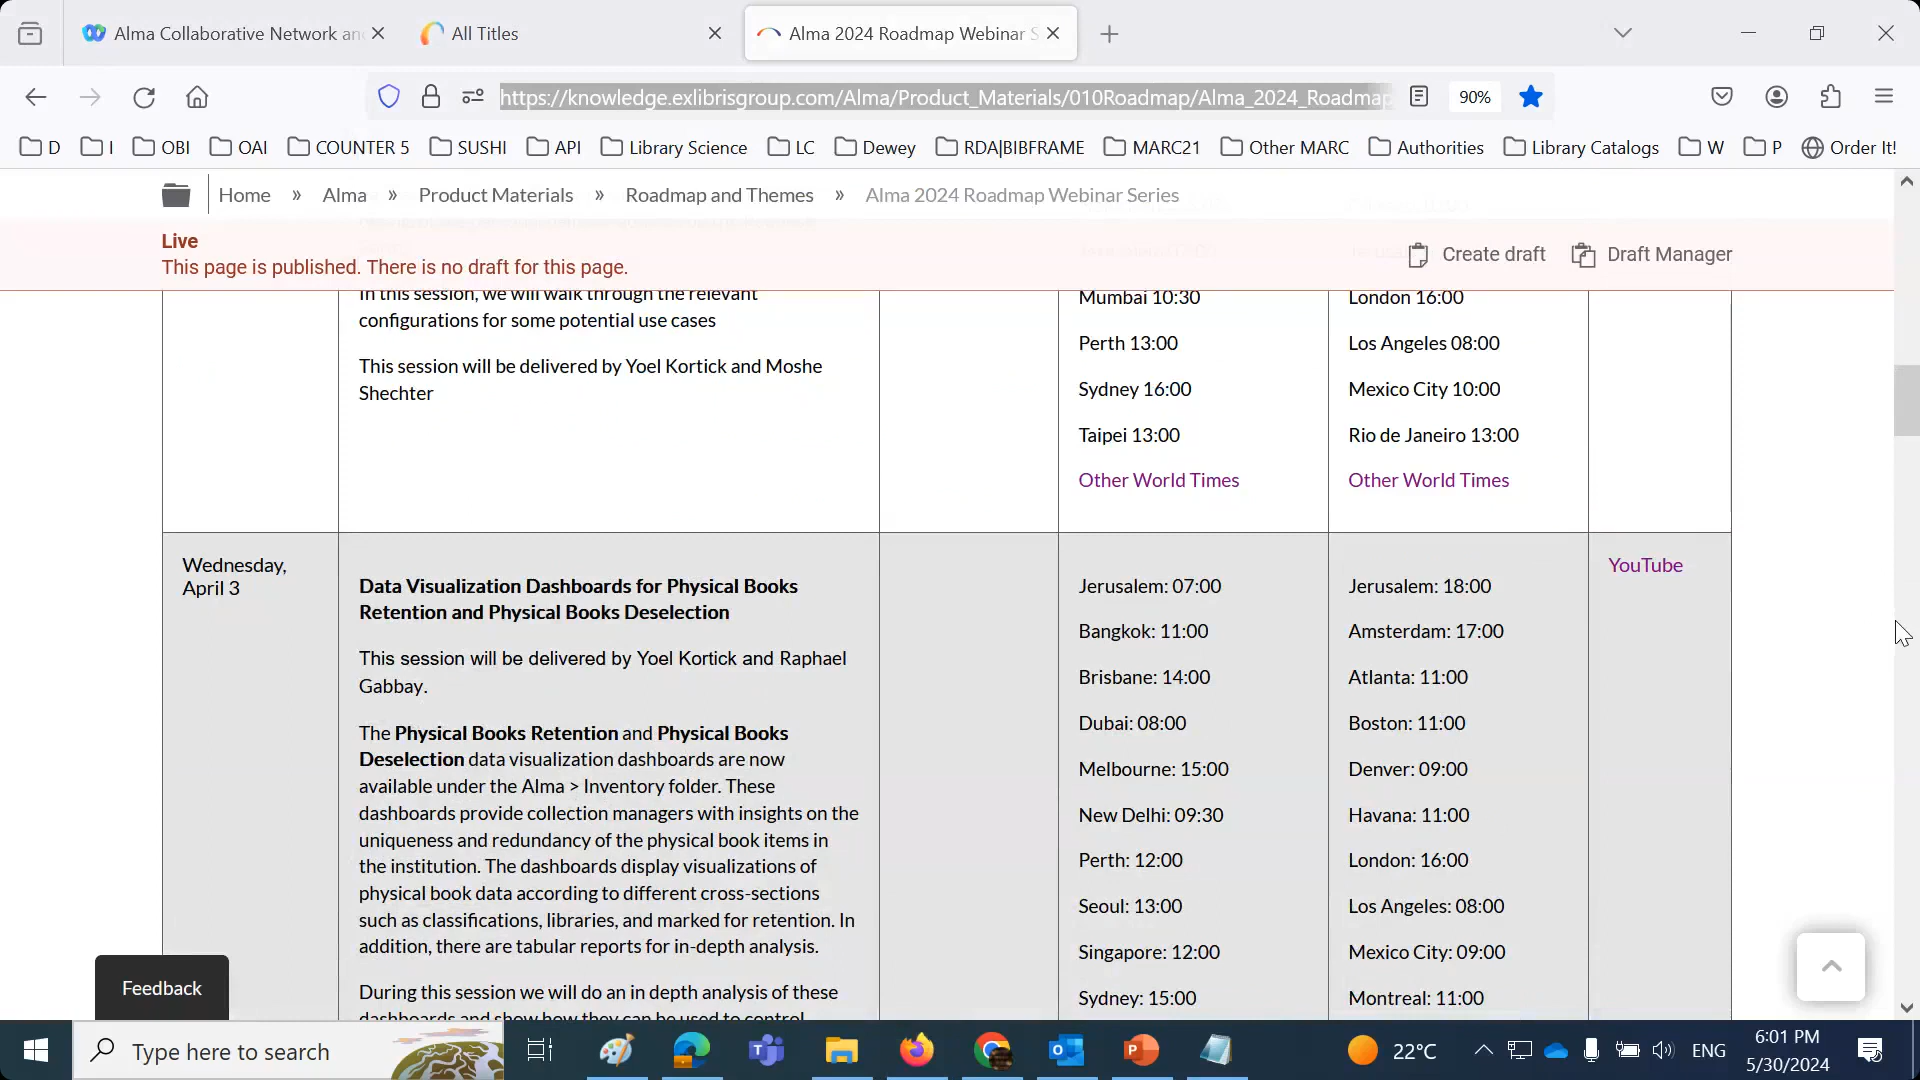 Alma Collaborative Network an
All Titles
Alma 2024 Roadmap Webinar S
https://knowledge.exlibrisgroup.com/Alma/Product_Materials/010Roadmap/Alma_2024_Roadmap
90%
D
I
OBI
OAI
COUNTER 5
SUSHI
API
Library Science
LC
Dewey
RDA|BIBFRAME
MARC21
Other MARC
Authorities
Library Catalogs
W
P
Order It!
Home » Alma » Product Materials » Roadmap and Themes » Alma 2024 Roadmap Webinar Series
Live
This page is published. There is no draft for this page.
Create draft
Draft Manager
In this session, we will walk through the relevant
configurations for some potential use cases
This session will be delivered by Yoel Kortick and Moshe
Shechter
Mumbai 10:30
Perth 13:00
Sydney 16:00
Taipei 13:00
Other World Times
London 16:00
Los Angeles 08:00
Mexico City 10:00
Rio de Janeiro 13:00
Other World Times
Wednesday,
April 3
Data Visualization Dashboards for Physical Books
Retention and Physical Books Deselection
This session will be delivered by Yoel Kortick and Raphael
Gabbay.
The Physical Books Retention and Physical Books
Deselection data visualization dashboards are now
available under the Alma > Inventory folder. These
dashboards provide collection managers with insights on the
uniqueness and redundancy of the physical book items in
the institution. The dashboards display visualizations of
physical book data according to different cross-sections
such as classifications, libraries, and marked for retention. In
addition, there are tabular reports for in-depth analysis.
During this session we will do an in depth analysis of these
dashboards and show how they can be used to control
Jerusalem: 07:00
Bangkok: 11:00
Brisbane: 14:00
Dubai: 08:00
Melbourne: 15:00
New Delhi: 09:30
Perth: 12:00
Seoul: 13:00
Singapore: 12:00
Sydney: 15:00
Jerusalem: 18:00
Amsterdam: 17:00
Atlanta: 11:00
Boston: 11:00
Denver: 09:00
Havana: 11:00
London: 16:00
Los Angeles: 08:00
Mexico City: 09:00
Montreal: 11:00
YouTube
Feedback
Type here to search
22°C
ENG
6:01 PM
5/30/2024